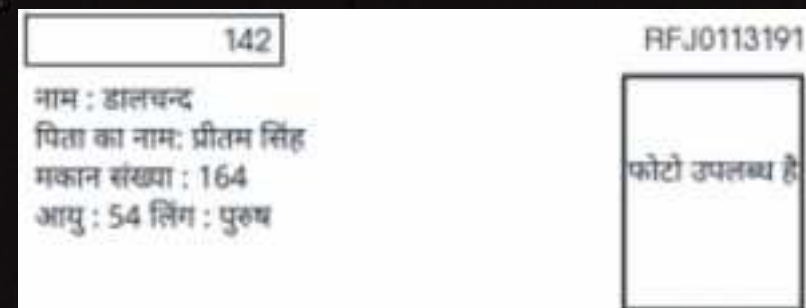 142
RFJ0113191
नाम : डालचन्द
पिता का नाम: प्रीतम सिंह
मकान संख्या : 164
आयु : 54 लिंग : पुरुष
फोटो उपलब्ध है